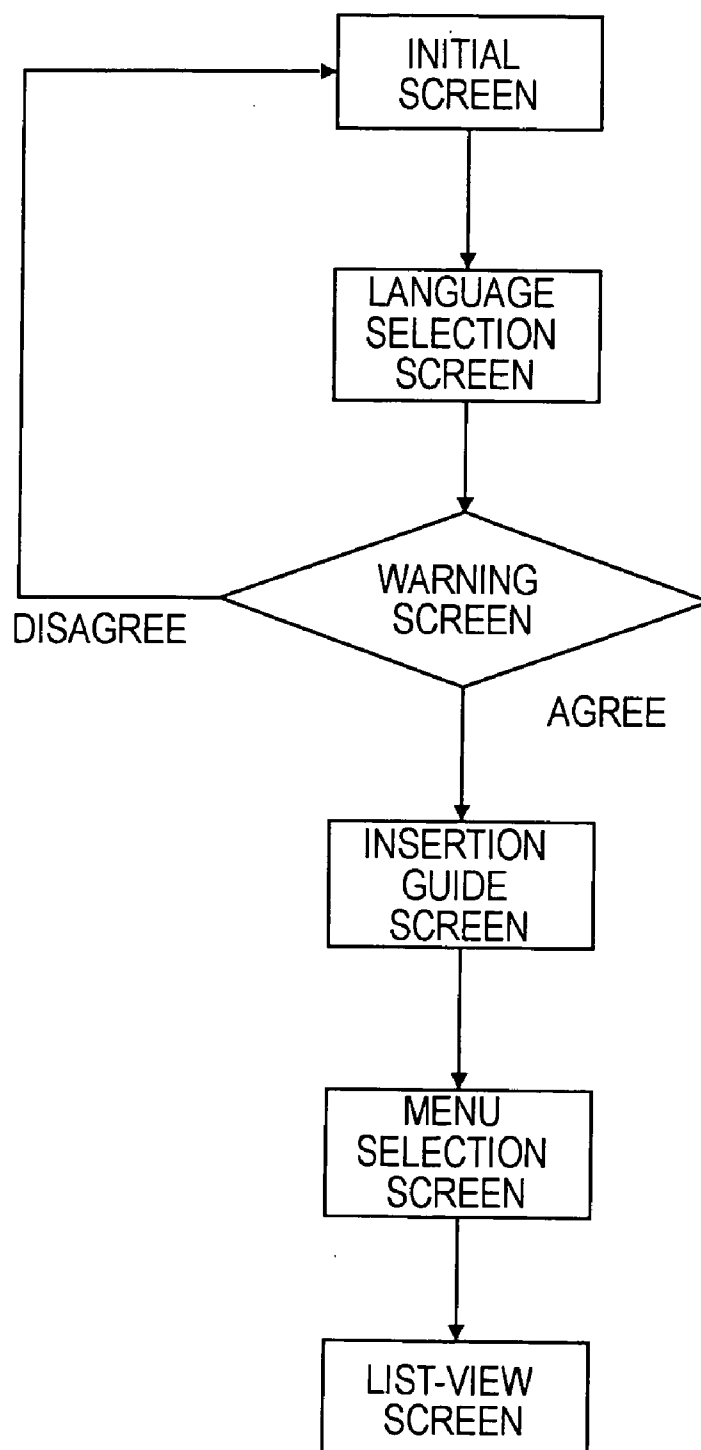 INITIAL
SCREEN
LANGUAGE
SELECTION
SCREEN
WARNING
SCREEN
DISAGREE
AGREE
INSERTION
GUIDE
SCREEN
MENU
SELECTION
SCREEN
LIST-VIEW
SCREEN